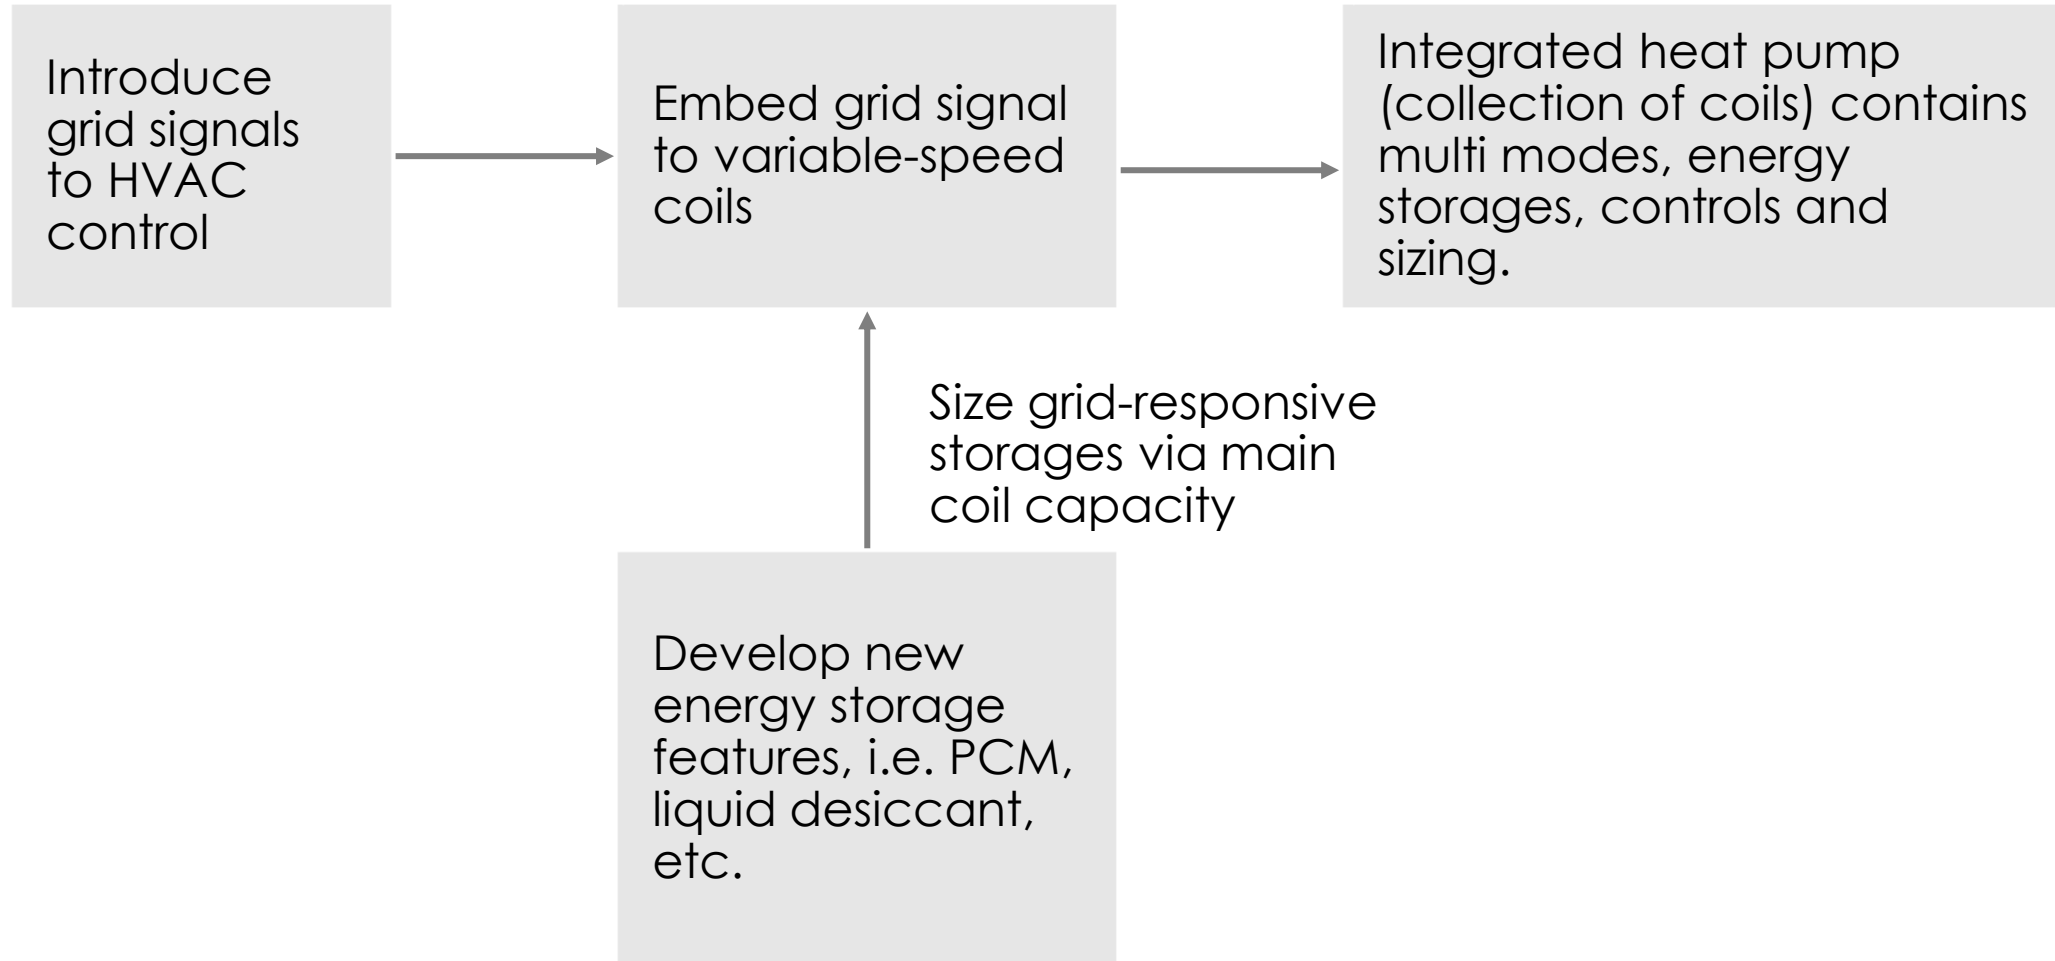 Introduce
grid signals
to HVAC
control
Embed grid signal
to variable-speed
coils
Integrated heat pump
(collection of coils) contains
multi modes, energy
storages, controls and
sizing.
Size grid-responsive
storages via main
coil capacity
Develop new
energy storage
features, i.e. PCM,
liquid desiccant,
etc.